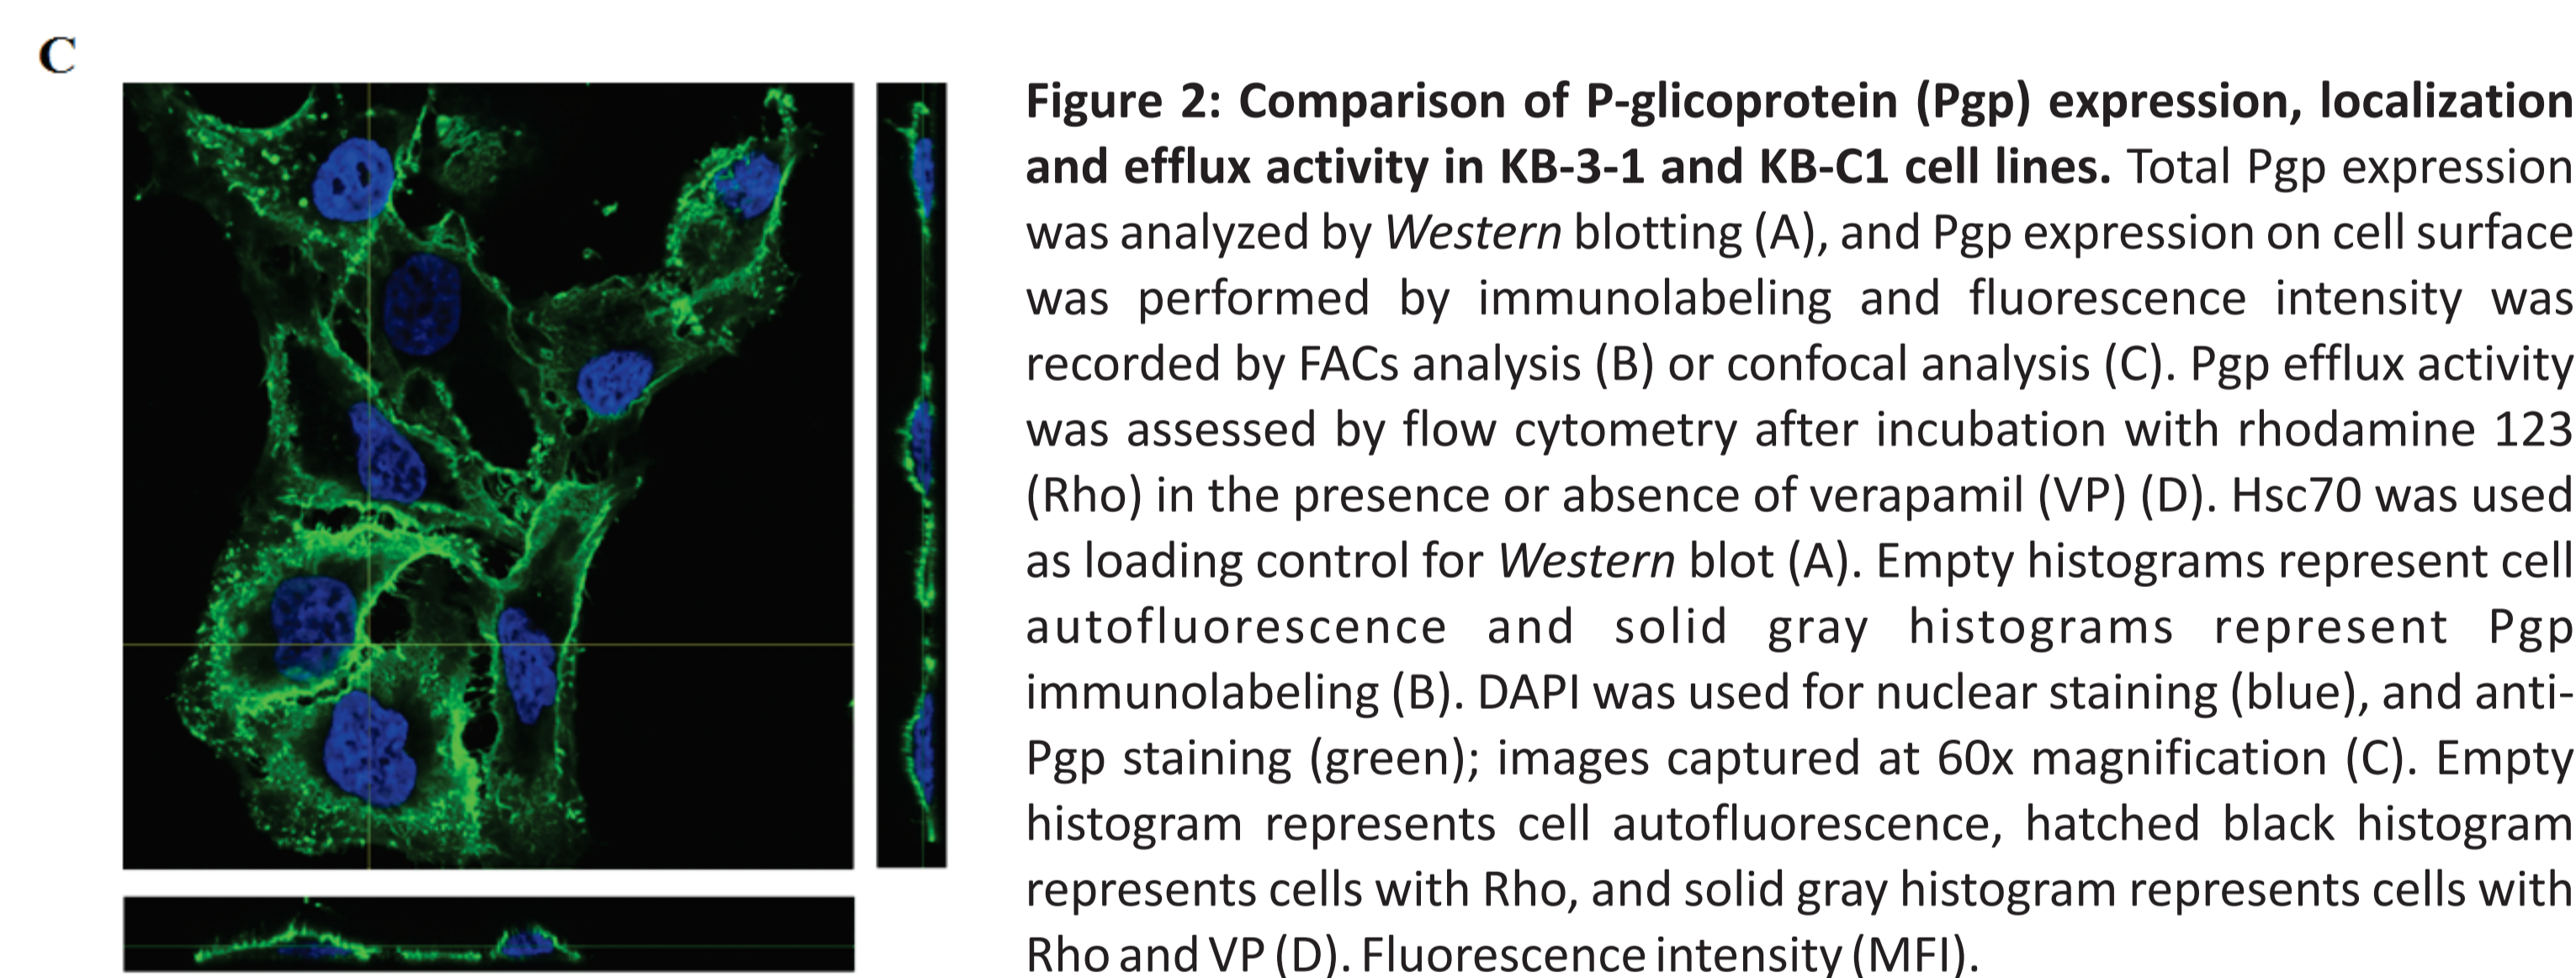 C
Figure 2: Comparison of P-glicoprotein (Pgp) expression, localization
and efflux activity in KB-3-1 and KB-C1 cell lines. Total Pgp expression
was analyzed by Western blotting (A), and Pgp expression on cell surface
was performed by immunolabeling and fluorescence intensity was
recorded by FACs analysis (B) or confocal analysis (C). Pgp efflux activity
was assessed by flow cytometry after incubation with rhodamine 123
(Rho) in the presence or absence of verapamil (VP) (D). Hsc70 was used
as loading control for Western blot (A). Empty histograms represent cell
autofluorescence and solid gray histograms represent Pgp
immunolabeling (B). DAPI was used for nuclear staining (blue), and anti-
Pgp staining (green); images captured at 60x magnification (C). Empty
histogram represents cell autofluorescence, hatched black histogram
represents cells with Rho, and solid gray histogram represents cells with
Rho and VP (D). Fluorescence intensity (MFI).